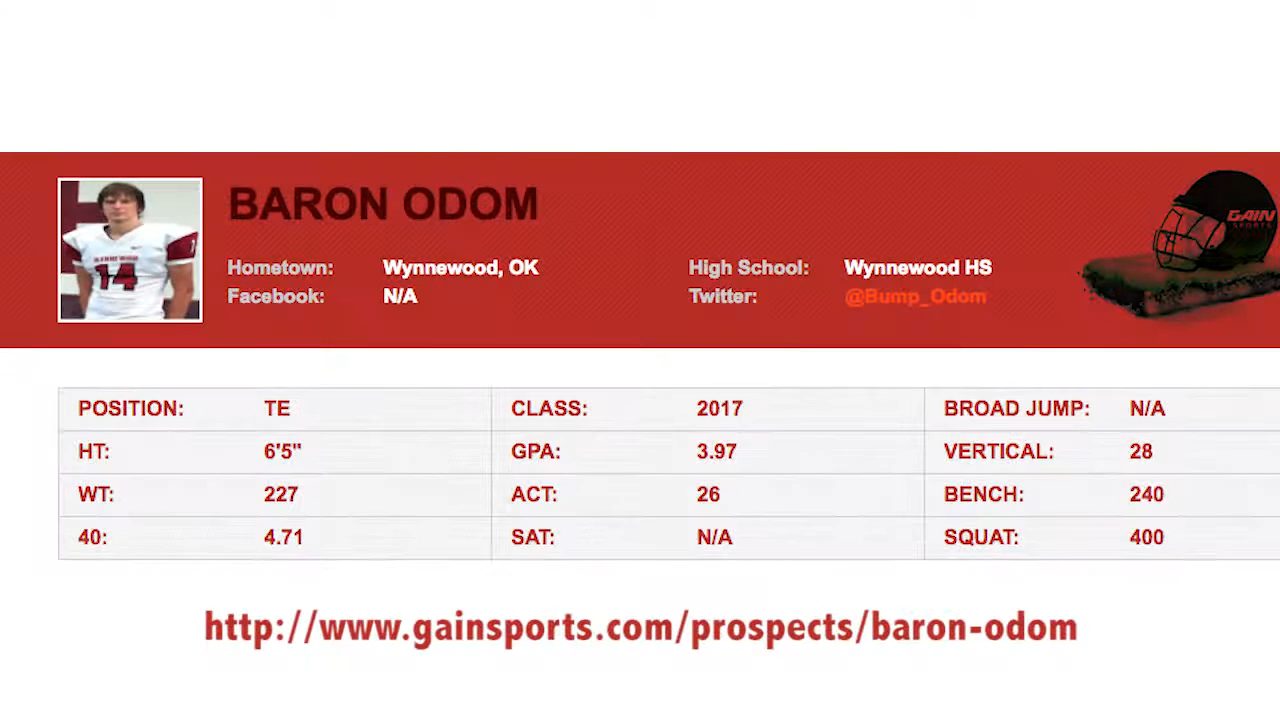 BARON ODOM
Hometown: Wynnewood, OK High School: Wynnewood HS
Facebook: N/A Twitter: @Bump_Odom
GAIN
SPORTS
14
POSITION: TE CLASS: 2017 BROAD JUMP: N/A
HT: 6'5" GPA: 3.97 VERTICAL: 28
WT: 227 ACT: 26 BENCH: 240
40: 4.71 SAT: N/A SQUAT: 400
http://www.gainsports.com/prospects/baron-odom